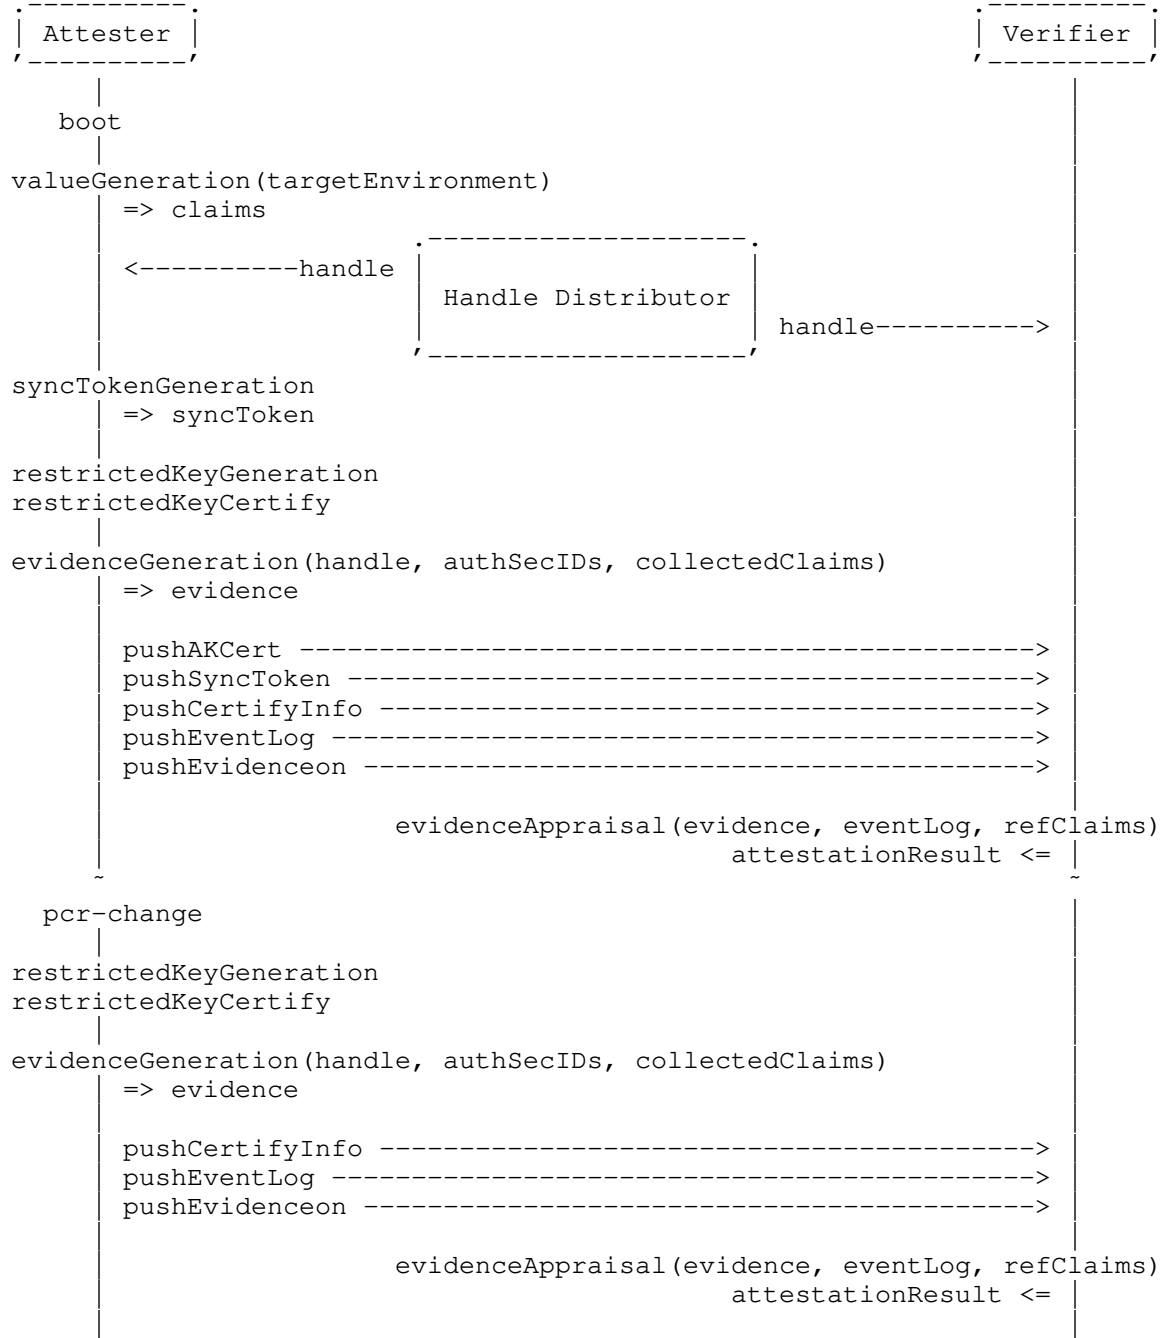 Attester Verifier
boot
valueGeneration(targetEnvironment)
=> claims
<----------handle
Handle Distributor
handle---------->
syncTokenGeneration
=> syncToken
restrictedKeyGeneration
restrictedKeyCertify
evidenceGeneration(handle, authSecIDs, collectedClaims)
=> evidence
pushAKCert ---------------------------------------------->
pushSyncToken ------------------------------------------->
pushCertifyInfo ----------------------------------------->
pushEventLog -------------------------------------------->
pushEvidenceon ------------------------------------------>
evidenceAppraisal(evidence, eventLog, refClaims)
attestationResult <=
~ ~
pcr-change
restrictedKeyGeneration
restrictedKeyCertify
evidenceGeneration(handle, authSecIDs, collectedClaims)
=> evidence
pushCertifyInfo ----------------------------------------->
pushEventLog -------------------------------------------->
pushEvidenceon ------------------------------------------>
evidenceAppraisal(evidence, eventLog, refClaims)
attestationResult <=